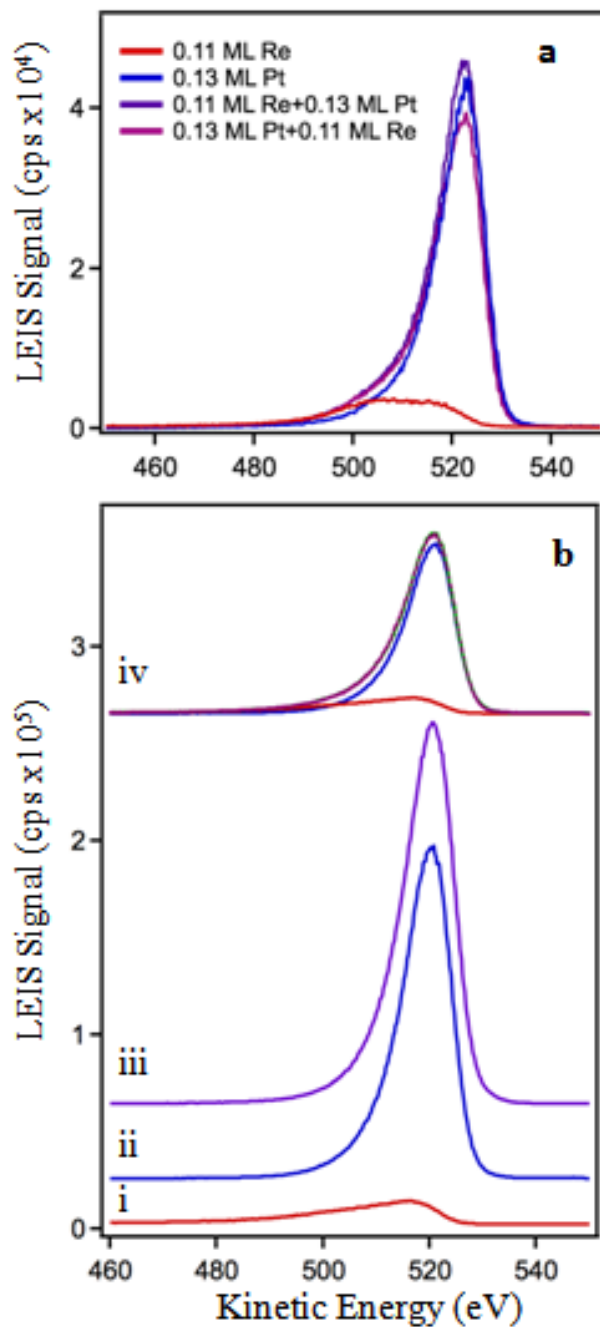 a
0.11 ML Re
0.13 ML Pt
0.11 ML Re+0.13 ML Pt
0.13 ML Pt+0.11 ML Re
LEIS Signal (cps x 10⁴)
4
2
0
460 480 500 520 540
b
iv
iii
ii
i
LEIS Signal (cps x 10⁵)
3
2
1
0
460 480 500 520 540
Kinetic Energy (eV)